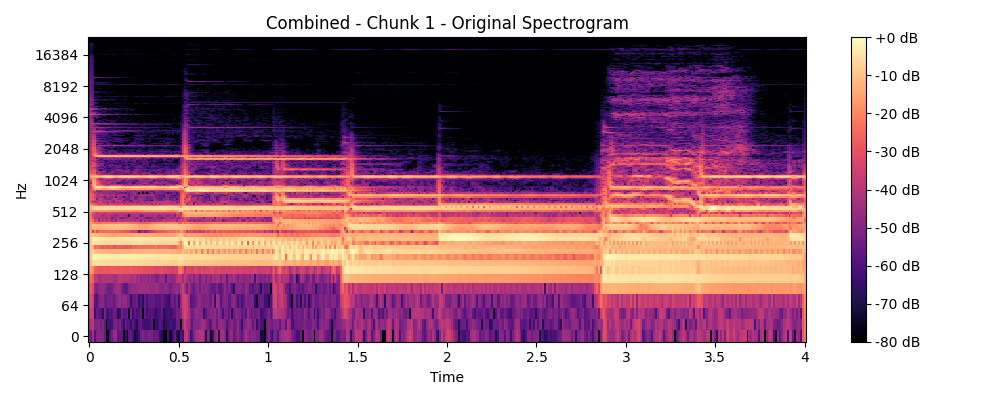 Combined - Chunk 1 - Original Spectrogram
Hz
16384
8192
4096
2048
1024
512
256
128
64
0
0 0.5 1 1.5 2 2.5 3 3.5 4
Time
+0 dB
-10 dB
-20 dB
-30 dB
-40 dB
-50 dB
-60 dB
-70 dB
-80 dB